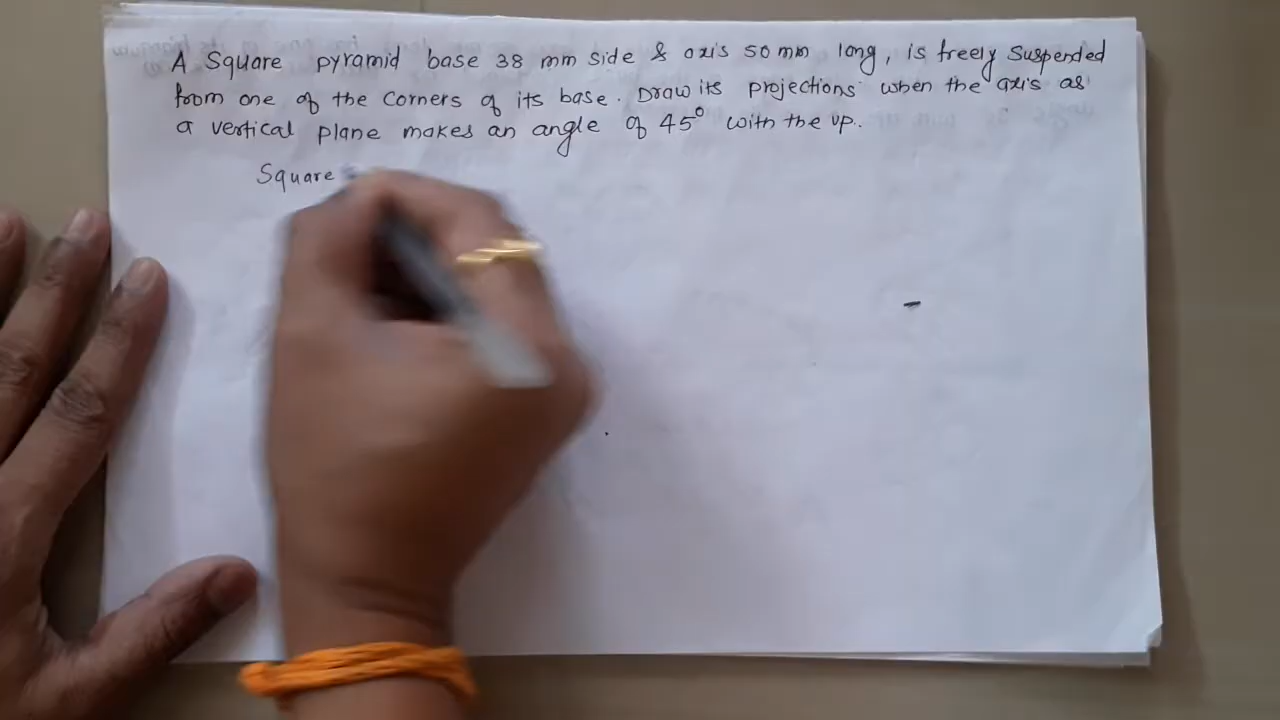 A Square pyramid base 38 mm side & axis 50 mm long, is freely suspended
from one of the corners of its base. Draw its projections when the axis as
a vertical plane makes an angle of 45° with the VP.
Square